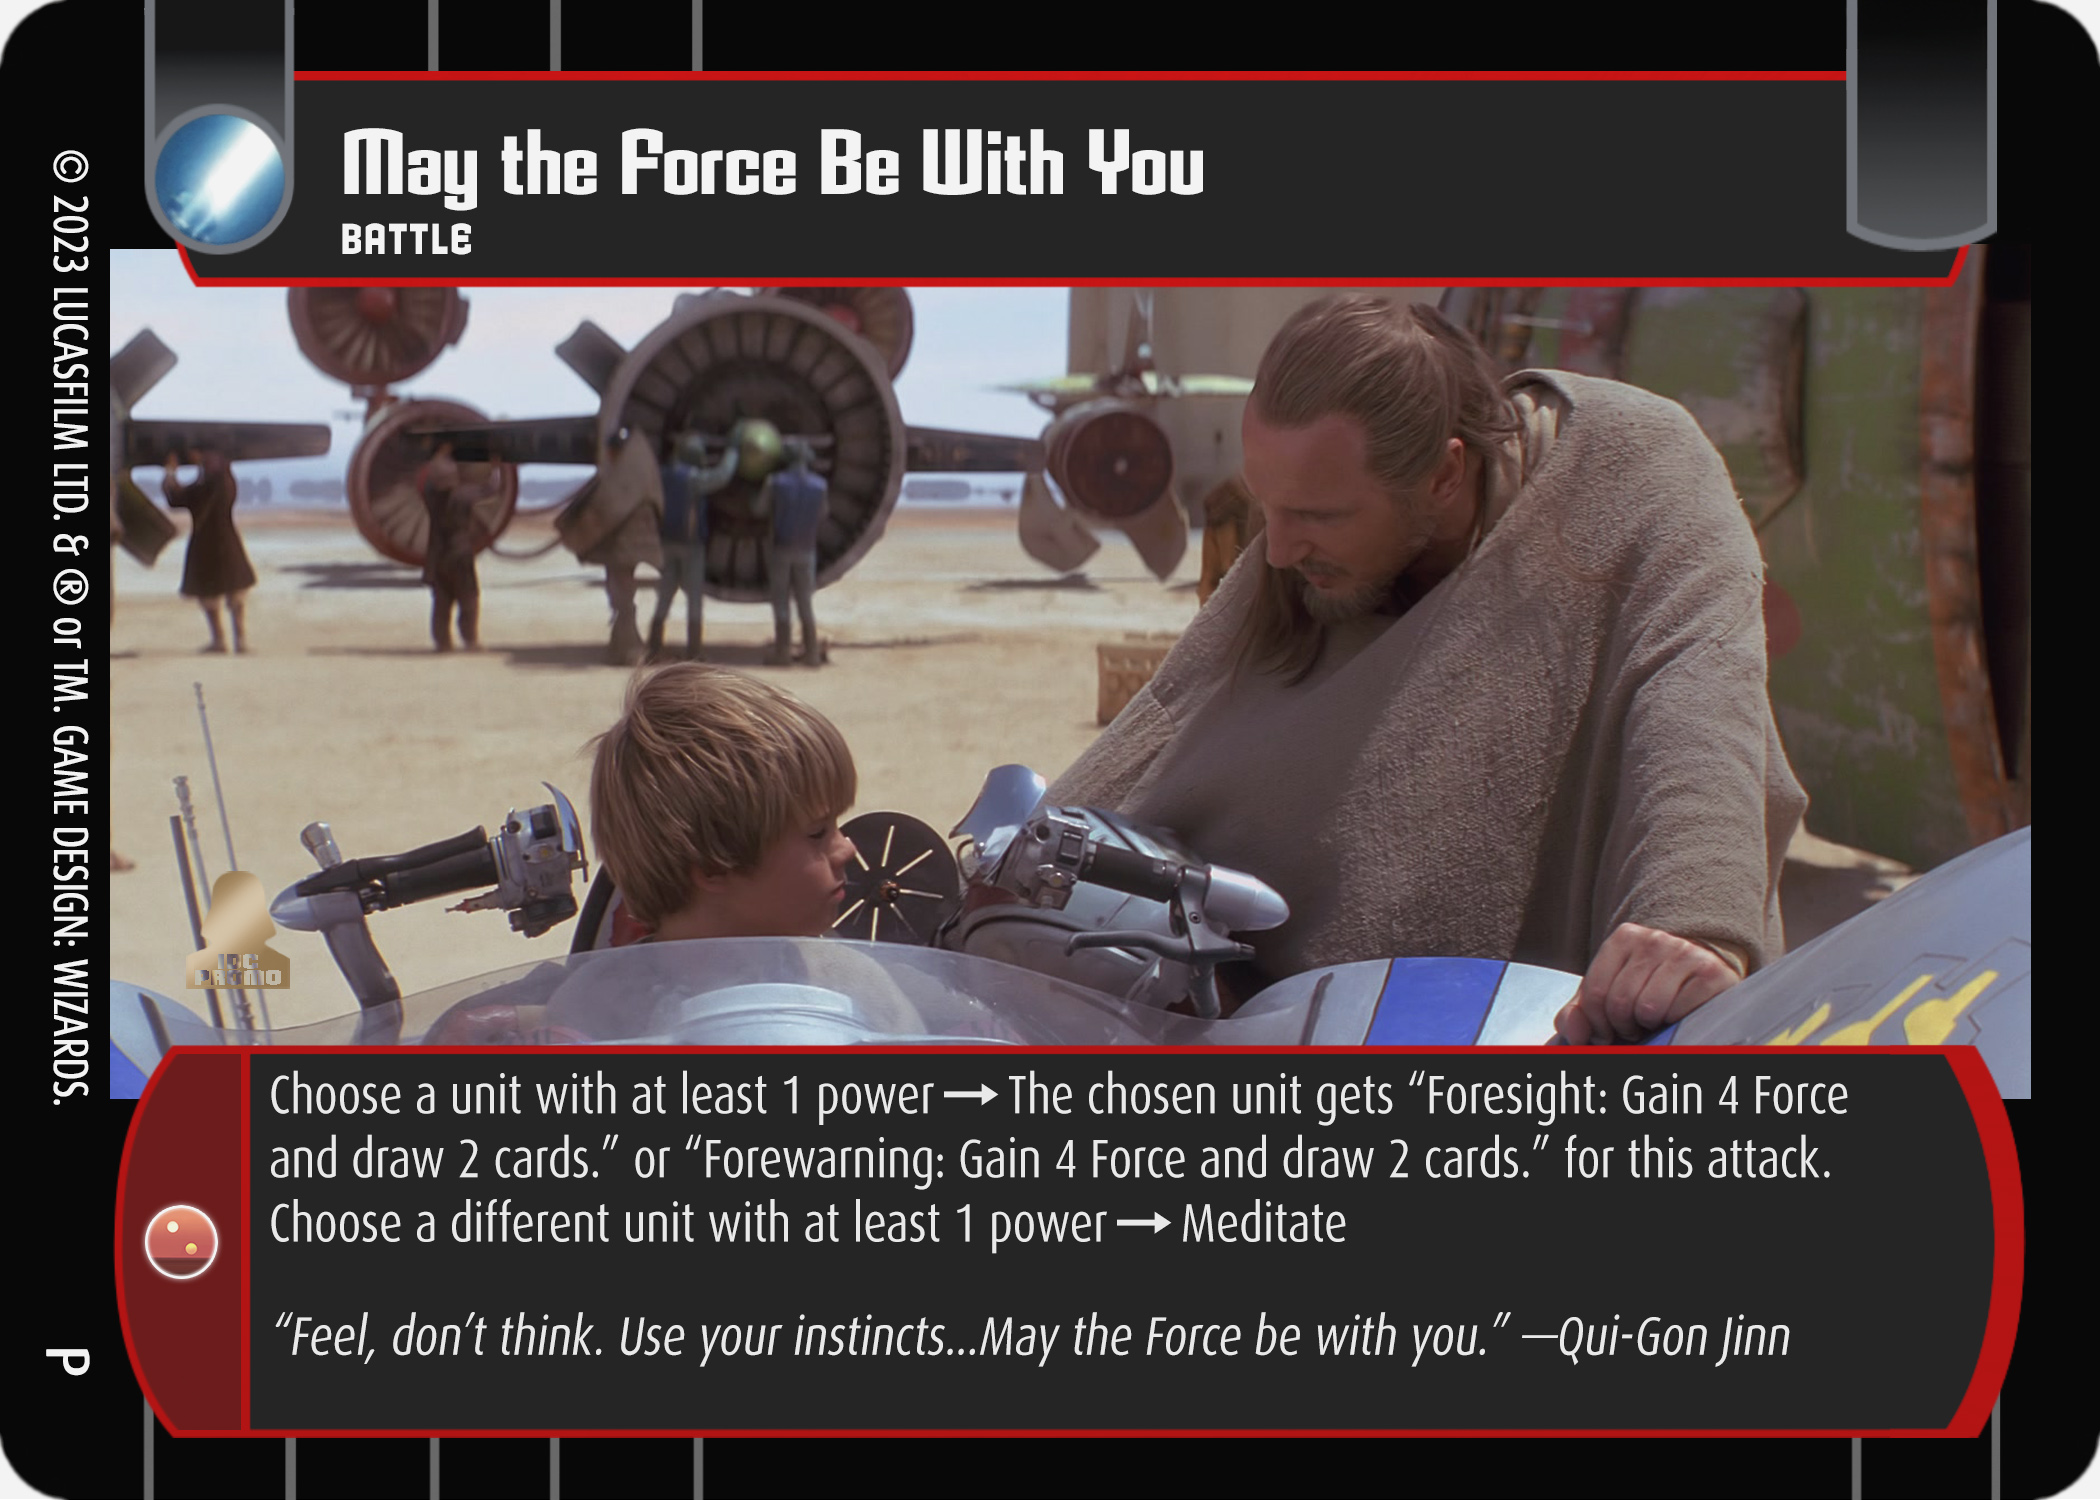 May the Force Be With You
BATTLE
© 2023 LUCASFILM LTD. & ® or TM. GAME DESIGN: WIZARDS.
P
IDC
PROMO
Choose a unit with at least 1 power → The chosen unit gets “Foresight: Gain 4 Force
and draw 2 cards.” or “Forewarning: Gain 4 Force and draw 2 cards.” for this attack.
Choose a different unit with at least 1 power → Meditate
“Feel, don’t think. Use your instincts...May the Force be with you.” —Qui-Gon Jinn